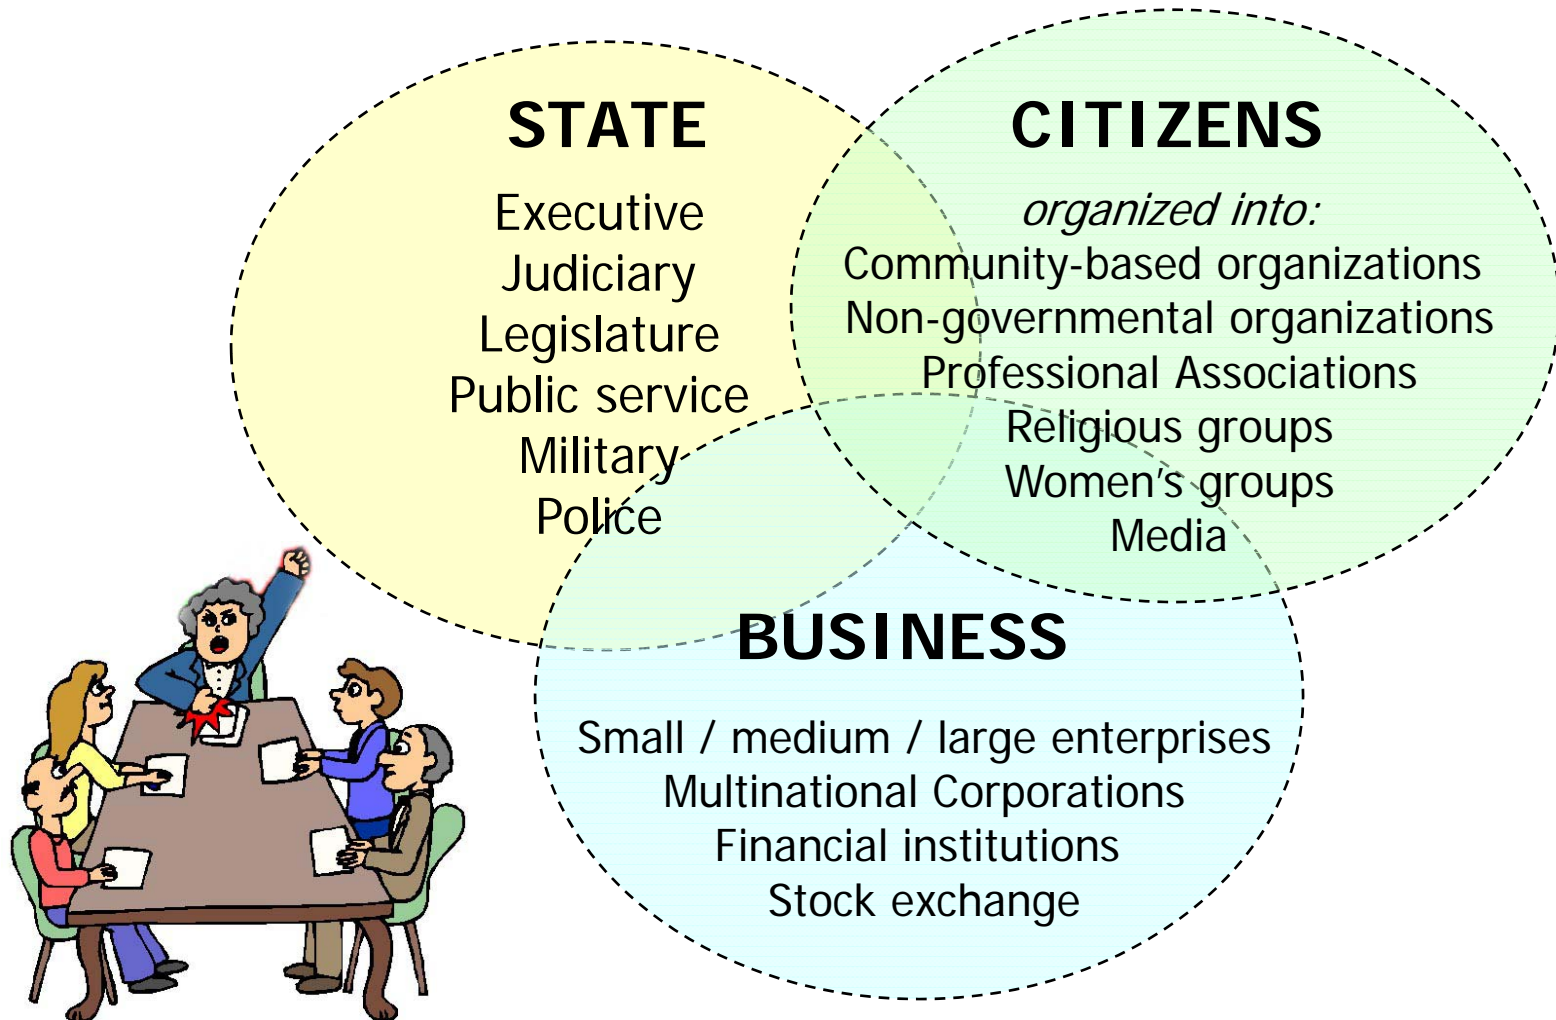 STATE
Executive
Judiciary
Legislature
Public service
Military
Police
CITIZENS
organized into:
Community-based organizations
Non-governmental organizations
Professional Associations
Religious groups
Women's groups
Media
BUSINESS
Small / medium / large enterprises
Multinational Corporations
Financial institutions
Stock exchange